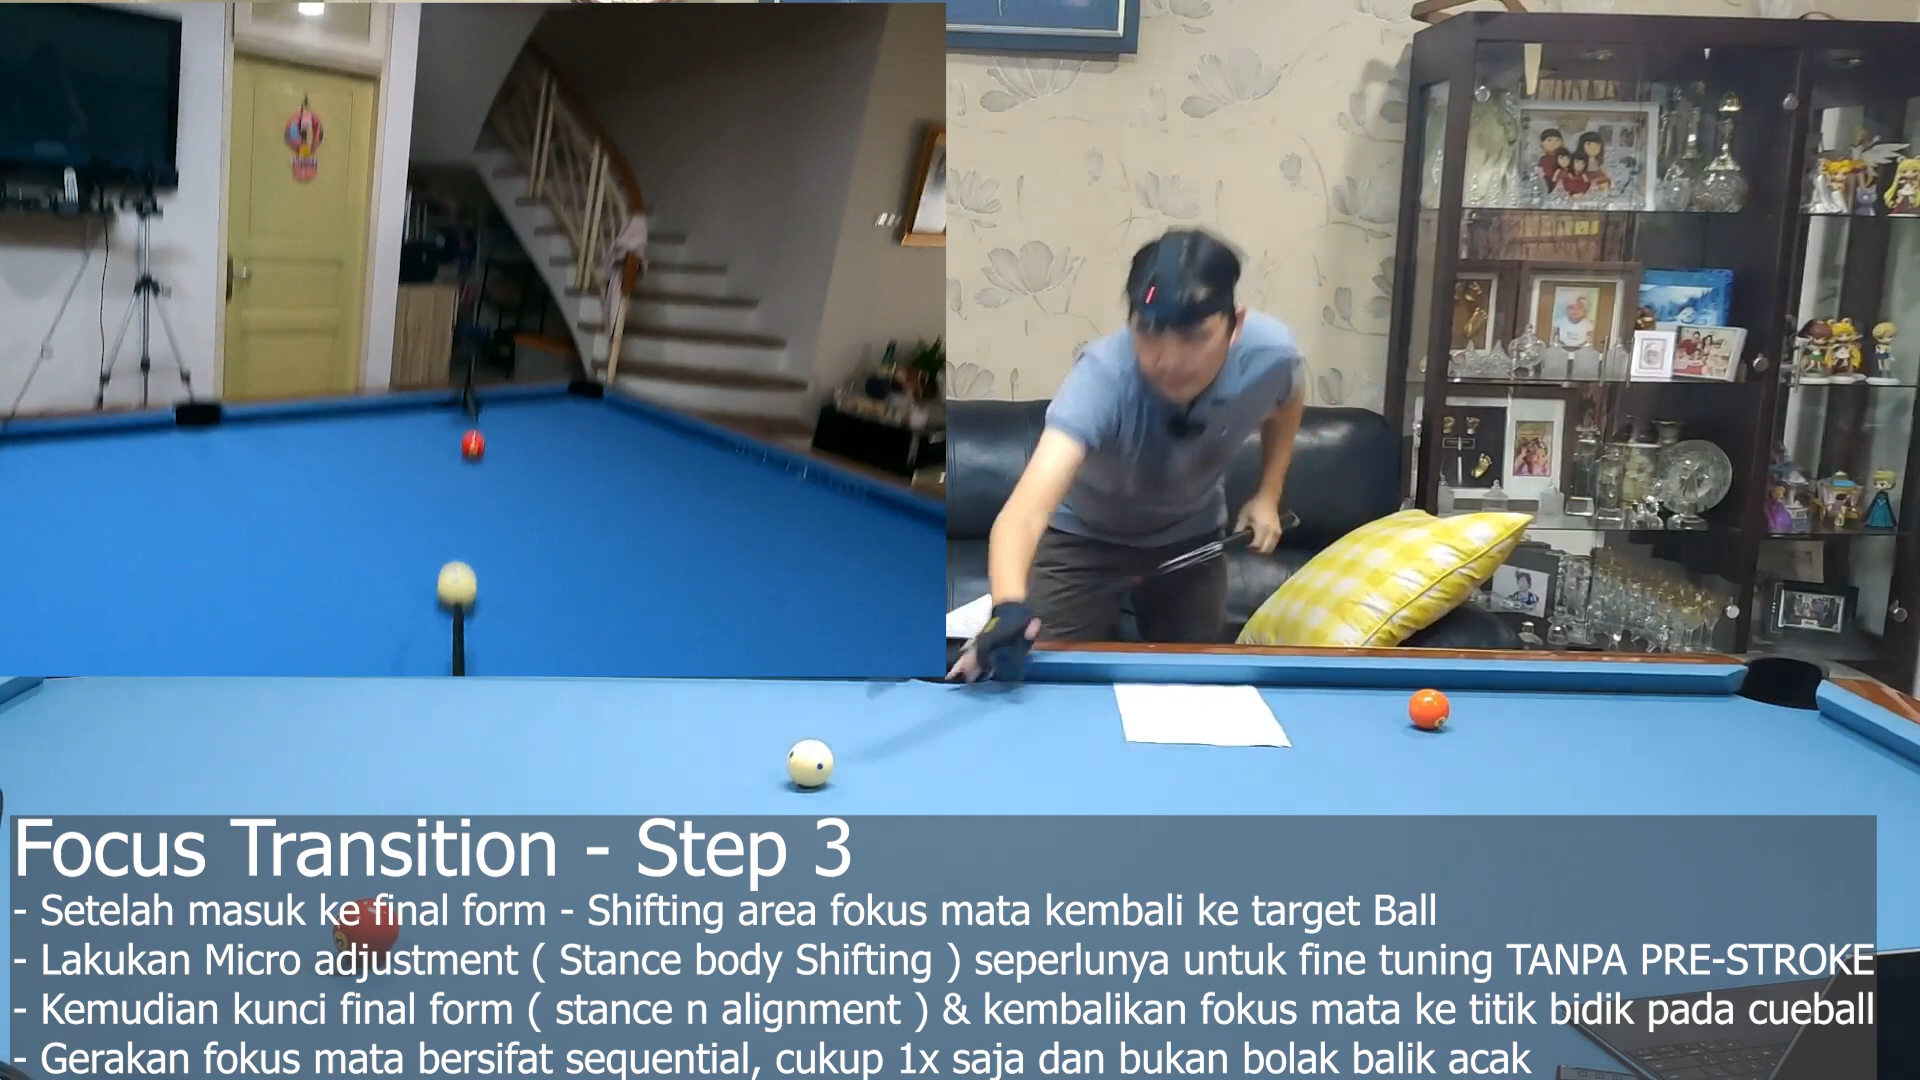 Focus Transition - Step 3
- Setelah masuk ke final form - Shifting area fokus mata kembali ke target Ball
- Lakukan Micro adjustment ( Stance body Shifting ) seperlunya untuk fine tuning TANPA PRE-STROKE
- Kemudian kunci final form ( stance n alignment ) & kembalikan fokus mata ke titik bidik pada cueball
- Gerakan fokus mata bersifat sequential, cukup 1x saja dan bukan bolak balik acak